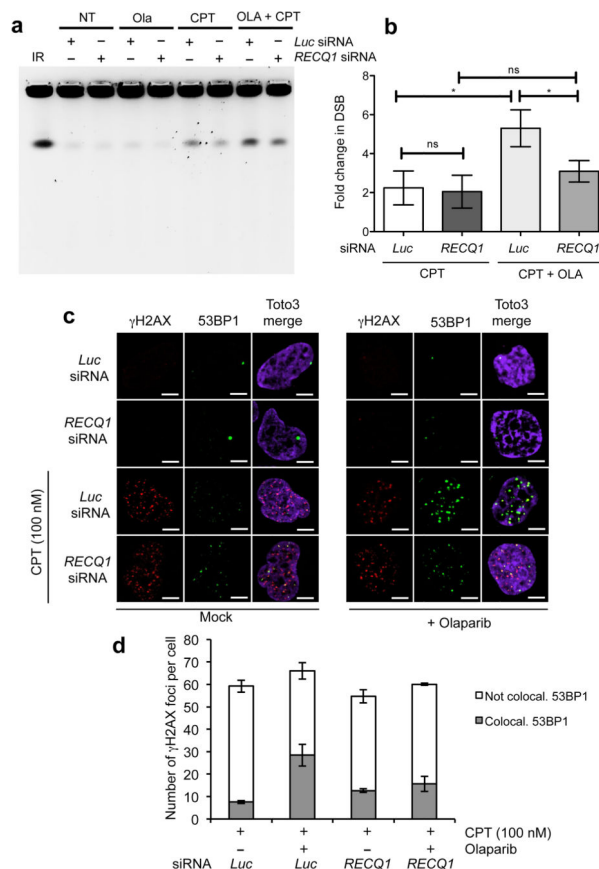 a
NT Ola CPT OLA + CPT
+ – + – + – + – Luc siRNA
IR – + – + – + – + RECQ1 siRNA
b
ns
* *
ns
Fold change in DSB
8
6
4
2
0
siRNA Luc RECQ1 Luc RECQ1
CPT CPT + OLA
c
γH2AX 53BP1 Toto3 merge
γH2AX 53BP1 Toto3 merge
Luc siRNA
RECQ1 siRNA
CPT (100 nM)
Luc siRNA
RECQ1 siRNA
Mock
+ Olaparib
d
Number of γH2AX foci per cell
80
70
60
50
40
30
20
10
0
Not colocal. 53BP1
Colocal. 53BP1
+ + + + CPT (100 nM)
– + – + Olaparib
siRNA Luc Luc RECQ1 RECQ1